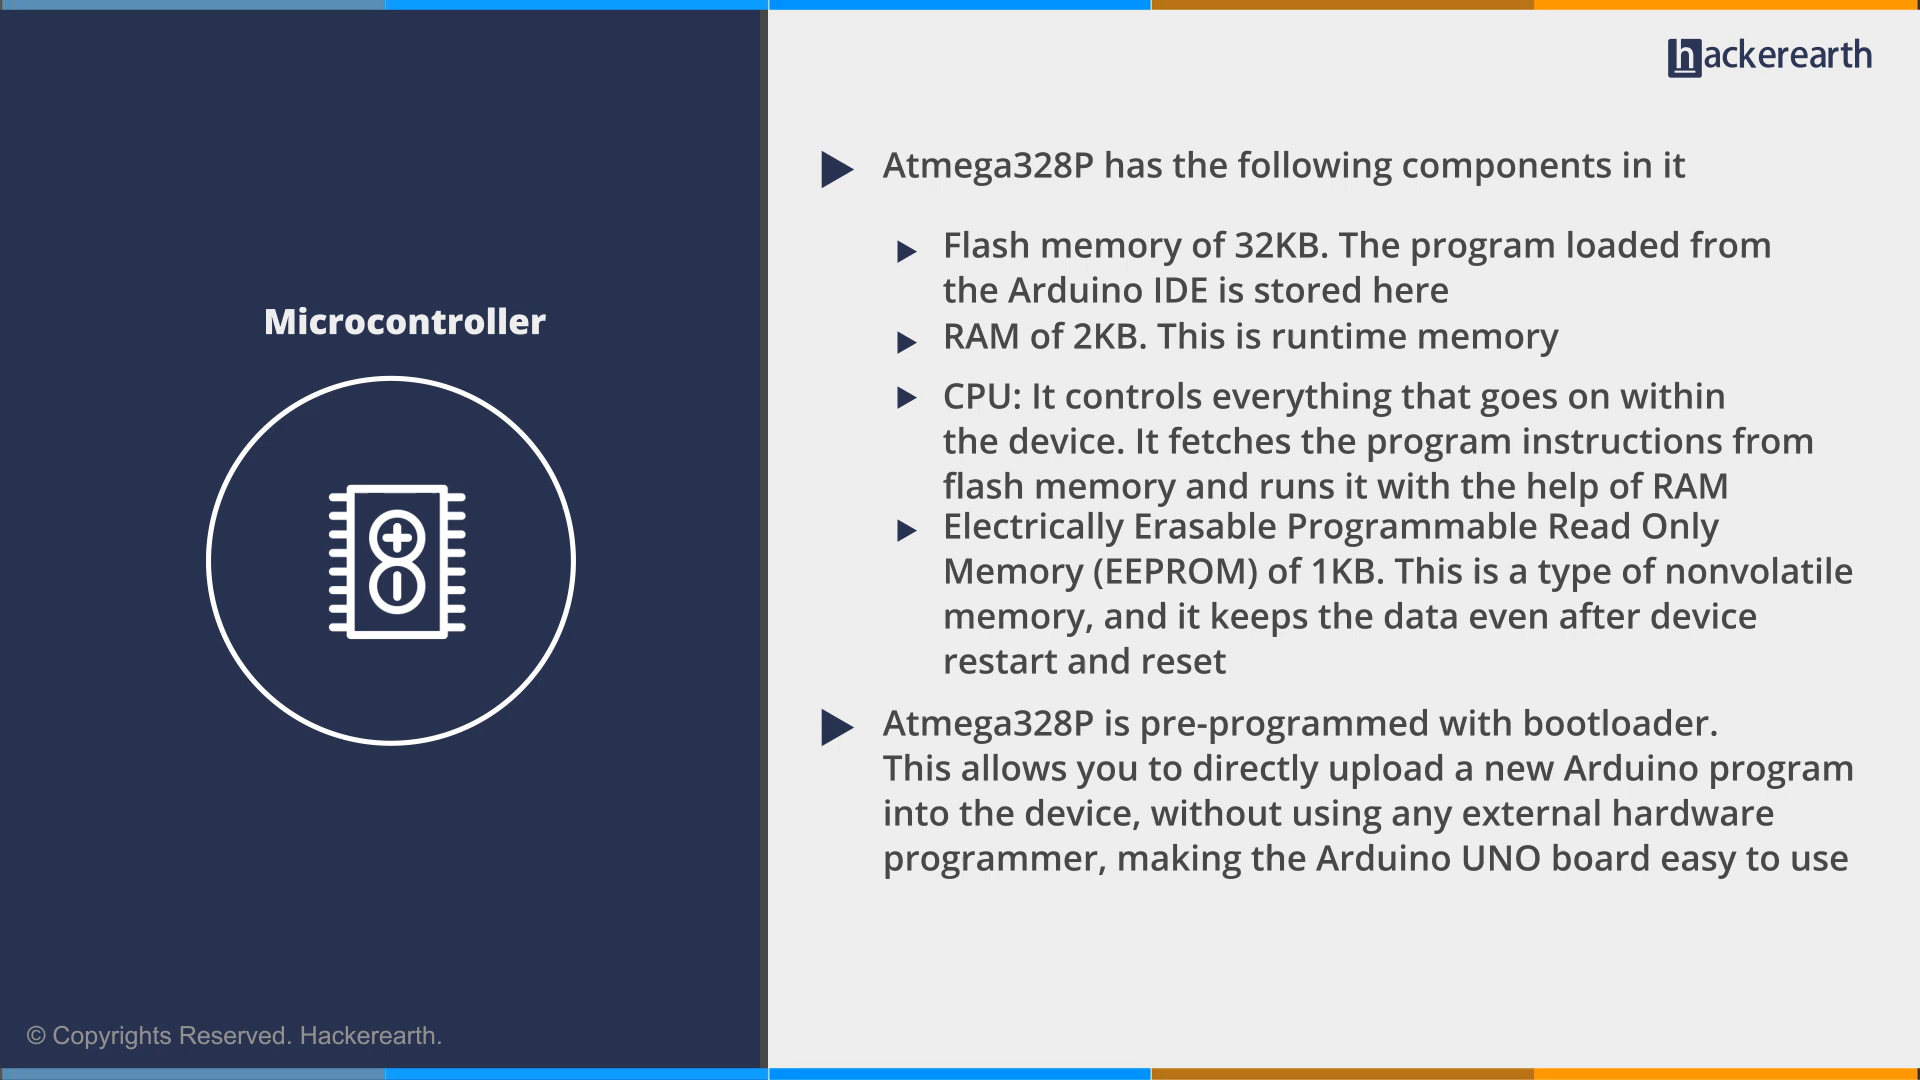 hackerearth
Microcontroller
Atmega328P has the following components in it
Flash memory of 32KB. The program loaded from
the Arduino IDE is stored here
RAM of 2KB. This is runtime memory
CPU: It controls everything that goes on within
the device. It fetches the program instructions from
flash memory and runs it with the help of RAM
Electrically Erasable Programmable Read Only
Memory (EEPROM) of 1KB. This is a type of nonvolatile
memory, and it keeps the data even after device
restart and reset
Atmega328P is pre-programmed with bootloader.
This allows you to directly upload a new Arduino program
into the device, without using any external hardware
programmer, making the Arduino UNO board easy to use
© Copyrights Reserved. Hackerearth.